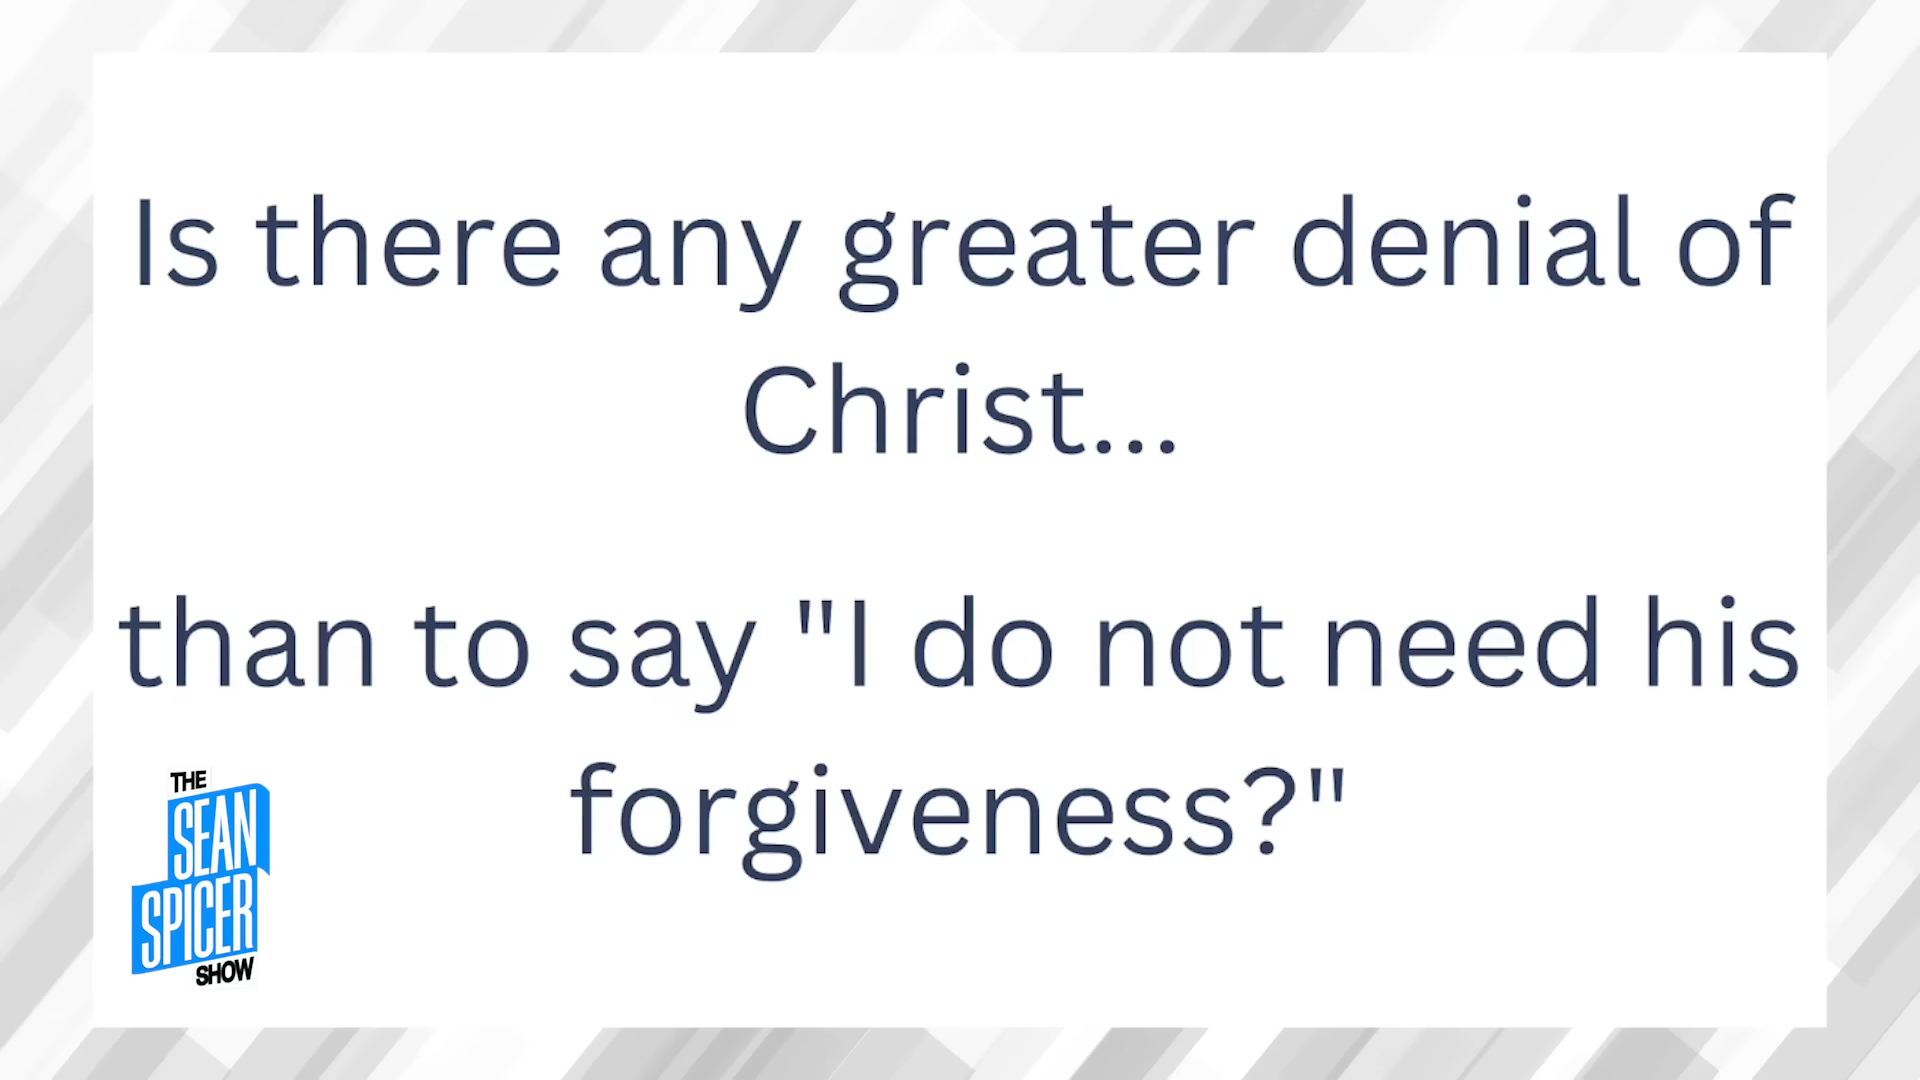 Is there any greater denial of
Christ...
than to say "I do not need his
forgiveness?"
THE
SEAN
SPICER
SHOW